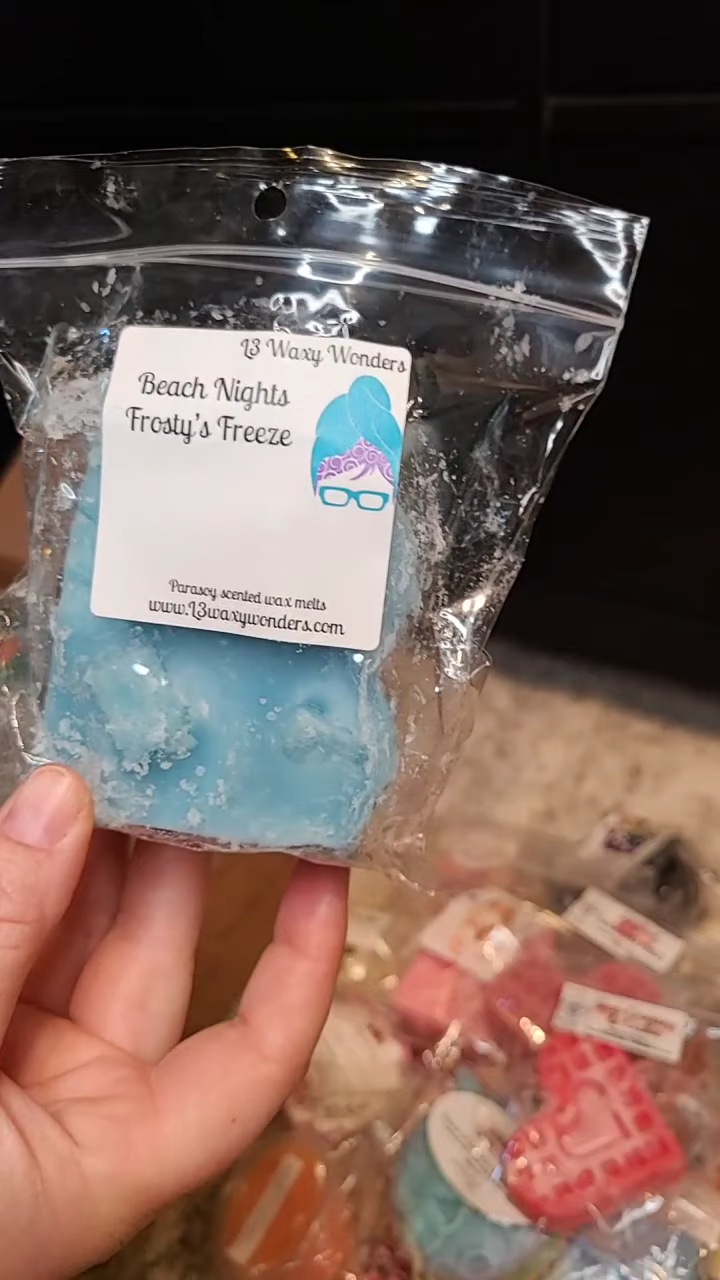 L3 Waxy Wonders
Beach Nights
Frosty's Freeze
Parasoy scented wax melts
www.L3waxywonders.com